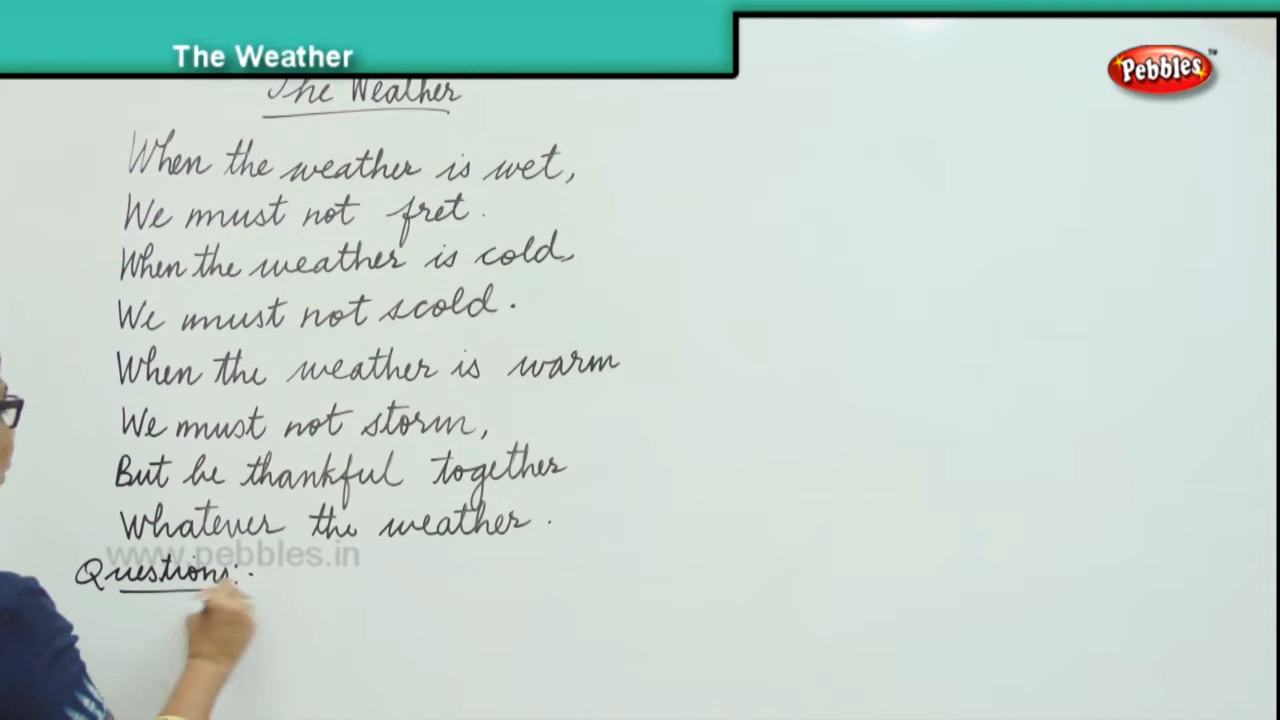 The Weather
Pebbles™
The Weather
When the weather is wet,
We must not fret.
When the weather is cold,
We must not scold.
When the weather is warm
We must not storm,
But be thankful together
Whatever the weather.
www.pebbles.in
Questions:-